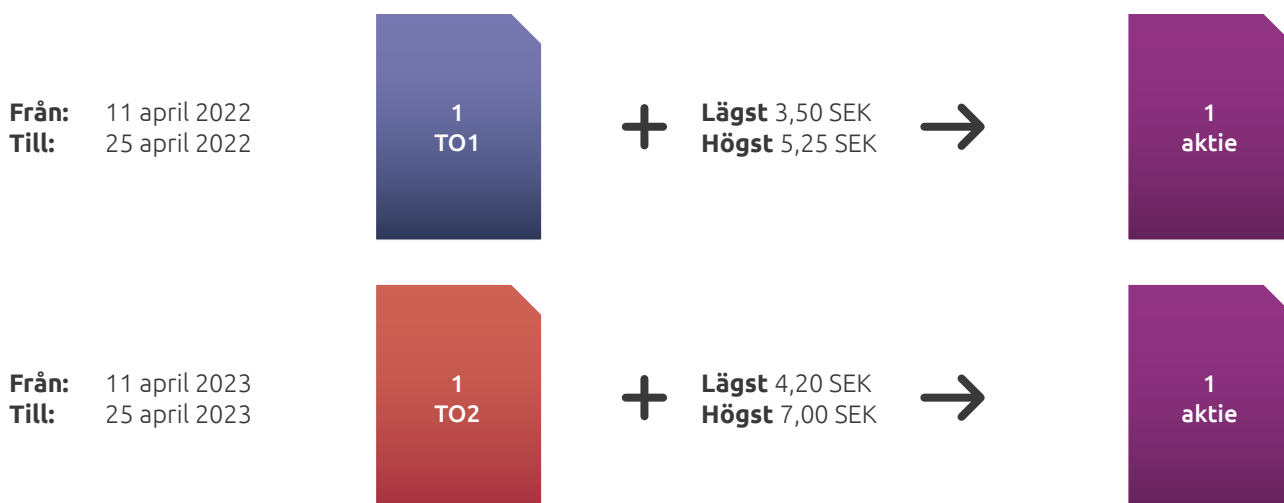 Från: 11 april 2022
Till: 25 april 2022
1
TO1
Lägst 3,50 SEK
Högst 5,25 SEK
1
aktie
Från: 11 april 2023
Till: 25 april 2023
1
TO2
Lägst 4,20 SEK
Högst 7,00 SEK
1
aktie